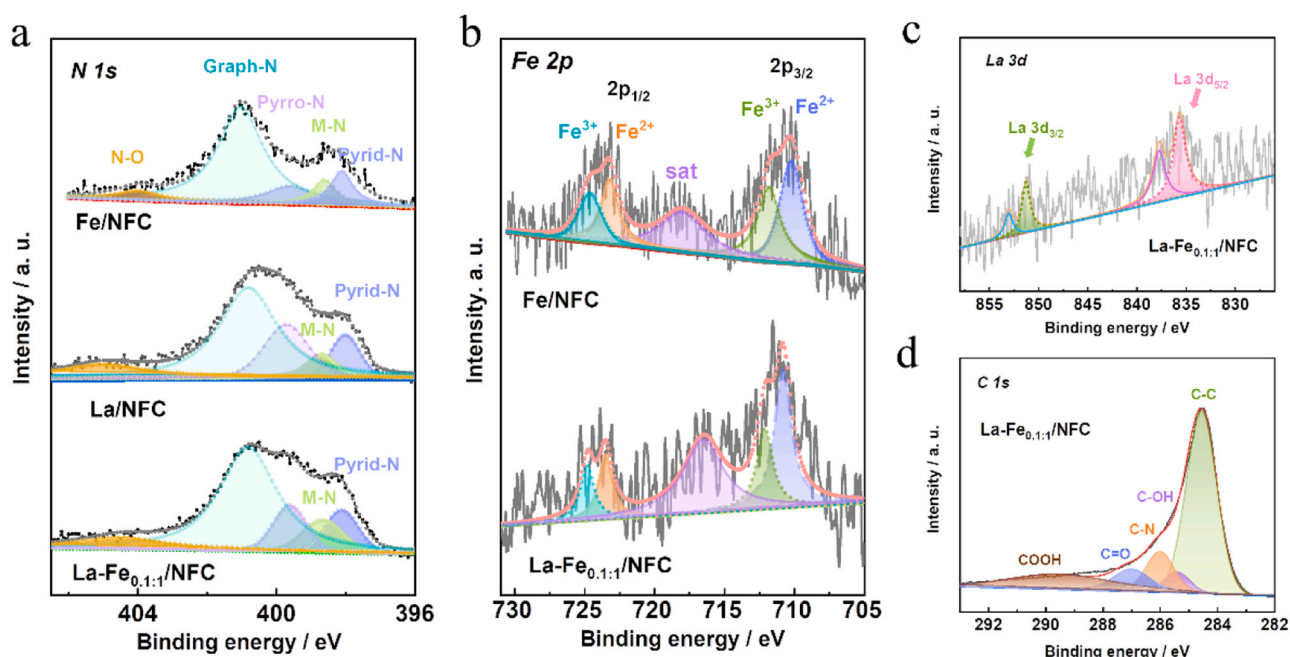 a
N 1s
Graph-N
Pyrro-N
M-N
N-O
Pyrid-N
Fe/NFC
Pyrid-N
M-N
La/NFC
Pyrid-N
M-N
La-Fe0.1:1/NFC
Intensity / a. u.
404 400 396
Binding energy / eV
b
Fe 2p
2p3/2
2p1/2
Fe3+ Fe2+
Fe3+ Fe2+
sat
Fe/NFC
La-Fe0.1:1/NFC
Intensity. a. u.
730 725 720 715 710 705
Binding energy / eV
c
La 3d
La 3d5/2
La 3d3/2
La-Fe0.1:1/NFC
Intensity / a. u.
855 850 845 840 835 830
Binding energy / eV
d
C 1s
C-C
La-Fe0.1:1/NFC
C-OH
C-N
C=O
COOH
Intensity / a. u.
292 290 288 286 284 282
Binding energy / eV